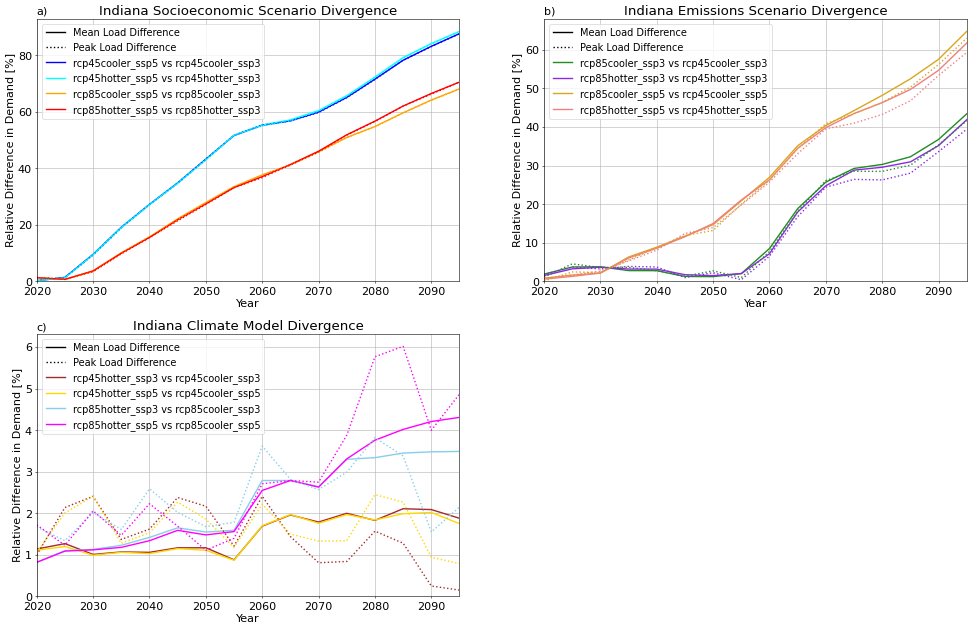 a)
Indiana Socioeconomic Scenario Divergence
Relative Difference in Demand [%]
80
60
40
20
0
Mean Load Difference
Peak Load Difference
rcp45cooler_ssp5 vs rcp45cooler_ssp3
rcp45hotter_ssp5 vs rcp45hotter_ssp3
rcp85cooler_ssp5 vs rcp85cooler_ssp3
rcp85hotter_ssp5 vs rcp85hotter_ssp3
2020 2030 2040 2050 2060 2070 2080 2090
Year
b)
Indiana Emissions Scenario Divergence
Relative Difference in Demand [%]
60
50
40
30
20
10
0
Mean Load Difference
Peak Load Difference
rcp85cooler_ssp3 vs rcp45cooler_ssp3
rcp85hotter_ssp3 vs rcp45hotter_ssp3
rcp85cooler_ssp5 vs rcp45cooler_ssp5
rcp85hotter_ssp5 vs rcp45hotter_ssp5
2020 2030 2040 2050 2060 2070 2080 2090
Year
c)
Indiana Climate Model Divergence
Relative Difference in Demand [%]
6
5
4
3
2
1
0
Mean Load Difference
Peak Load Difference
rcp45hotter_ssp3 vs rcp45cooler_ssp3
rcp45hotter_ssp5 vs rcp45cooler_ssp5
rcp85hotter_ssp3 vs rcp85cooler_ssp3
rcp85hotter_ssp5 vs rcp85cooler_ssp5
2020 2030 2040 2050 2060 2070 2080 2090
Year